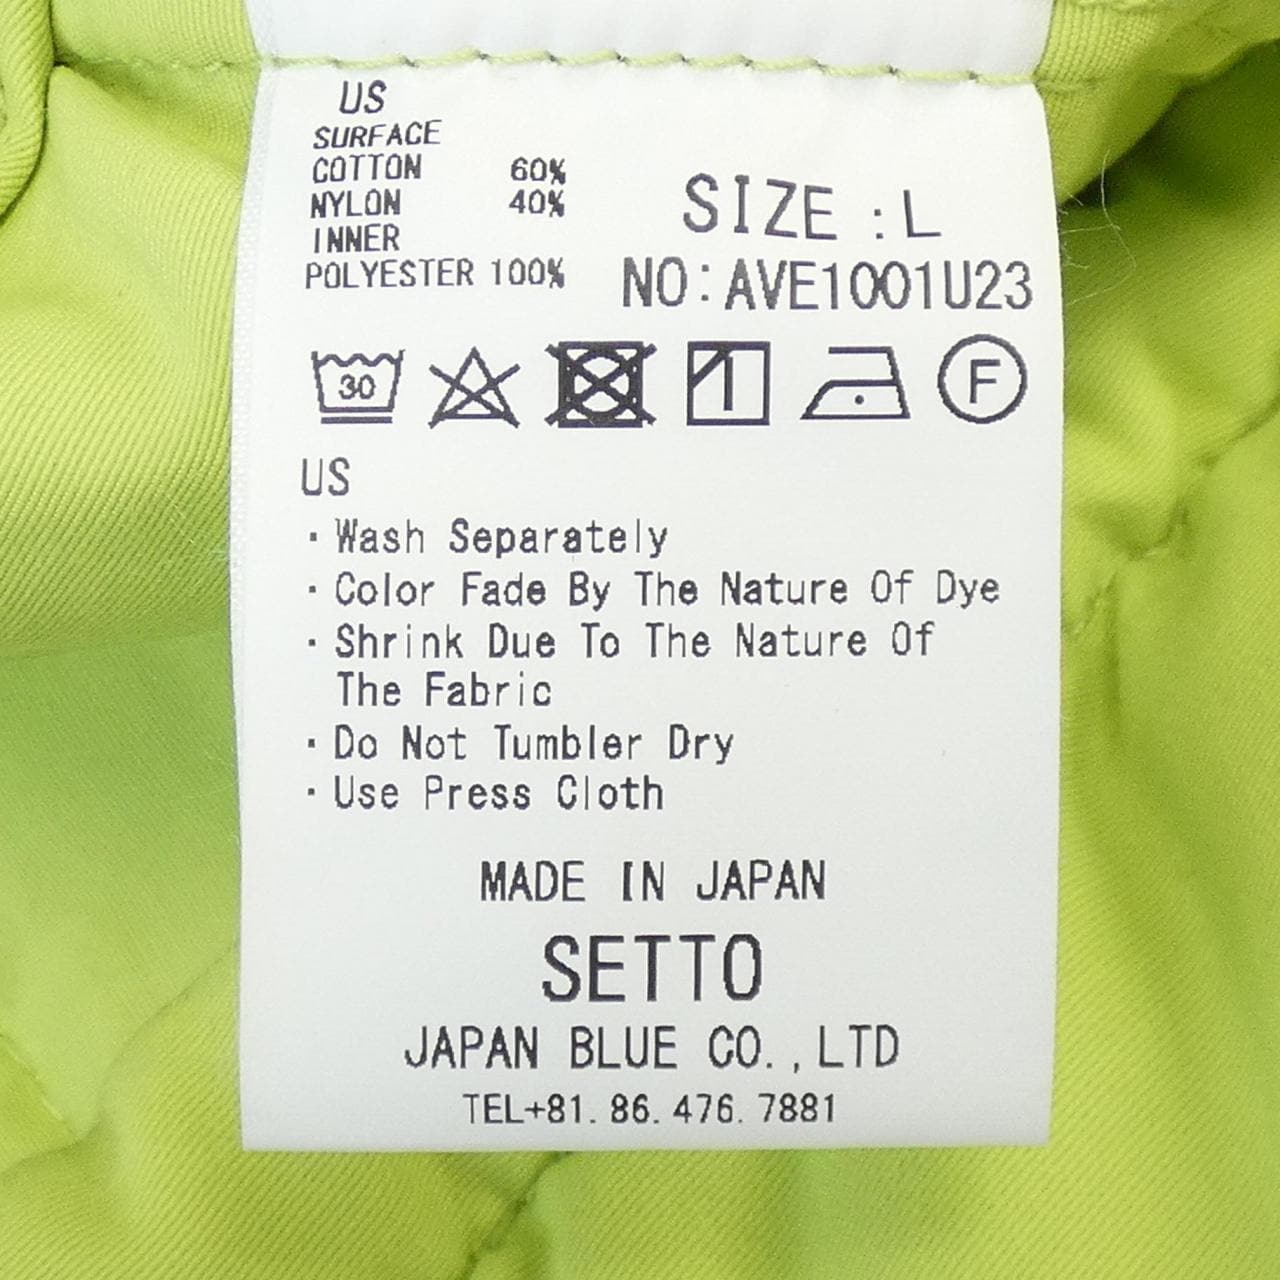 US
SURFACE
COTTON 60%
NYLON 40%
INNER
POLYESTER 100%
SIZE :L
NO:AVE1001U23
30
F
US
· Wash Separately
· Color Fade By The Nature Of Dye
· Shrink Due To The Nature Of
The Fabric
· Do Not Tumbler Dry
· Use Press Cloth
MADE IN JAPAN
SETTO
JAPAN BLUE CO.,LTD
TEL+81.86.476.7881